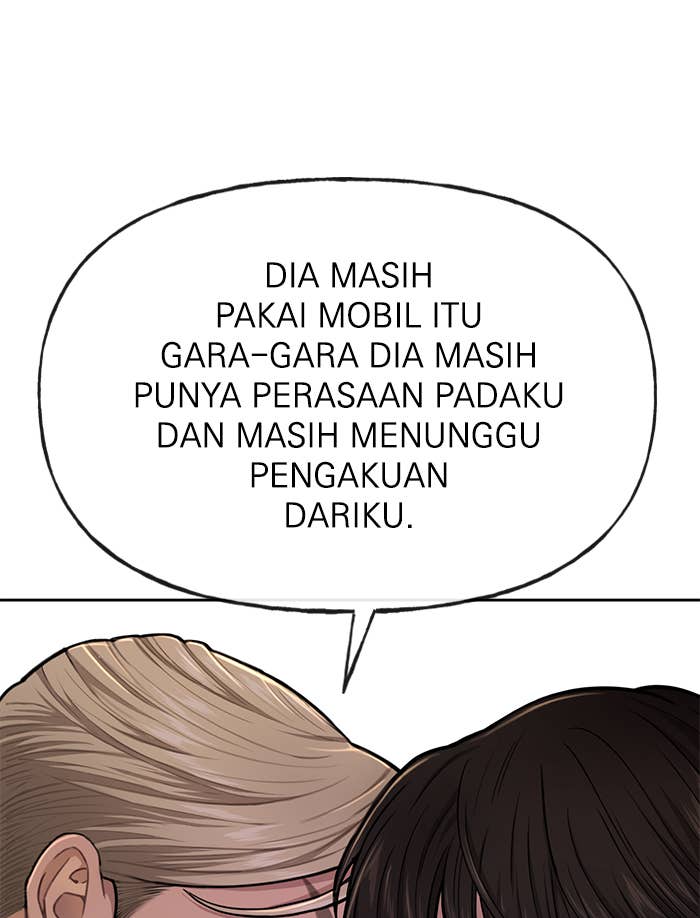 DIA MASIH
PAKAI MOBIL ITU
GARA-GARA DIA MASIH
PUNYA PERASAAN PADAKU
DAN MASIH MENUNGGU
PENGAKUAN
DARIKU.